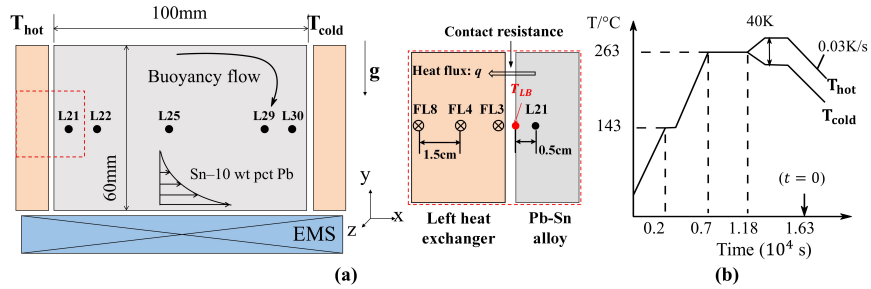 100mm
T_hot
T_cold
Buoyancy flow
g
L21
L22
L25
L29
L30
60mm
Sn–10 wt pct Pb
y
x
z
EMS
(a)
Contact resistance
Heat flux: q
T_LB
FL8
FL4
FL3
L21
1.5cm
0.5cm
Left heat
exchanger
Pb-Sn
alloy
T/°C
40K
263
0.03K/s
T_hot
T_cold
143
(t = 0)
0.2
0.7
1.18
1.63
Time (10⁴ s)
(b)